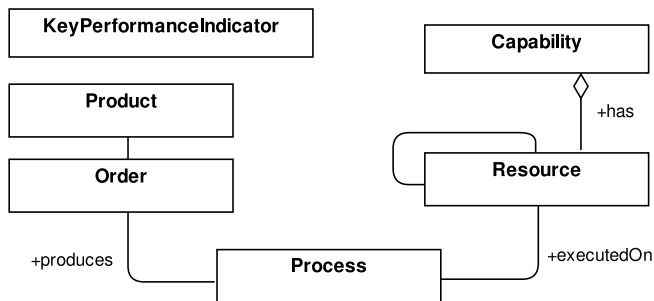 KeyPerformanceIndicator
Capability
Product
+has
Order
Resource
+produces
+executedOn
Process